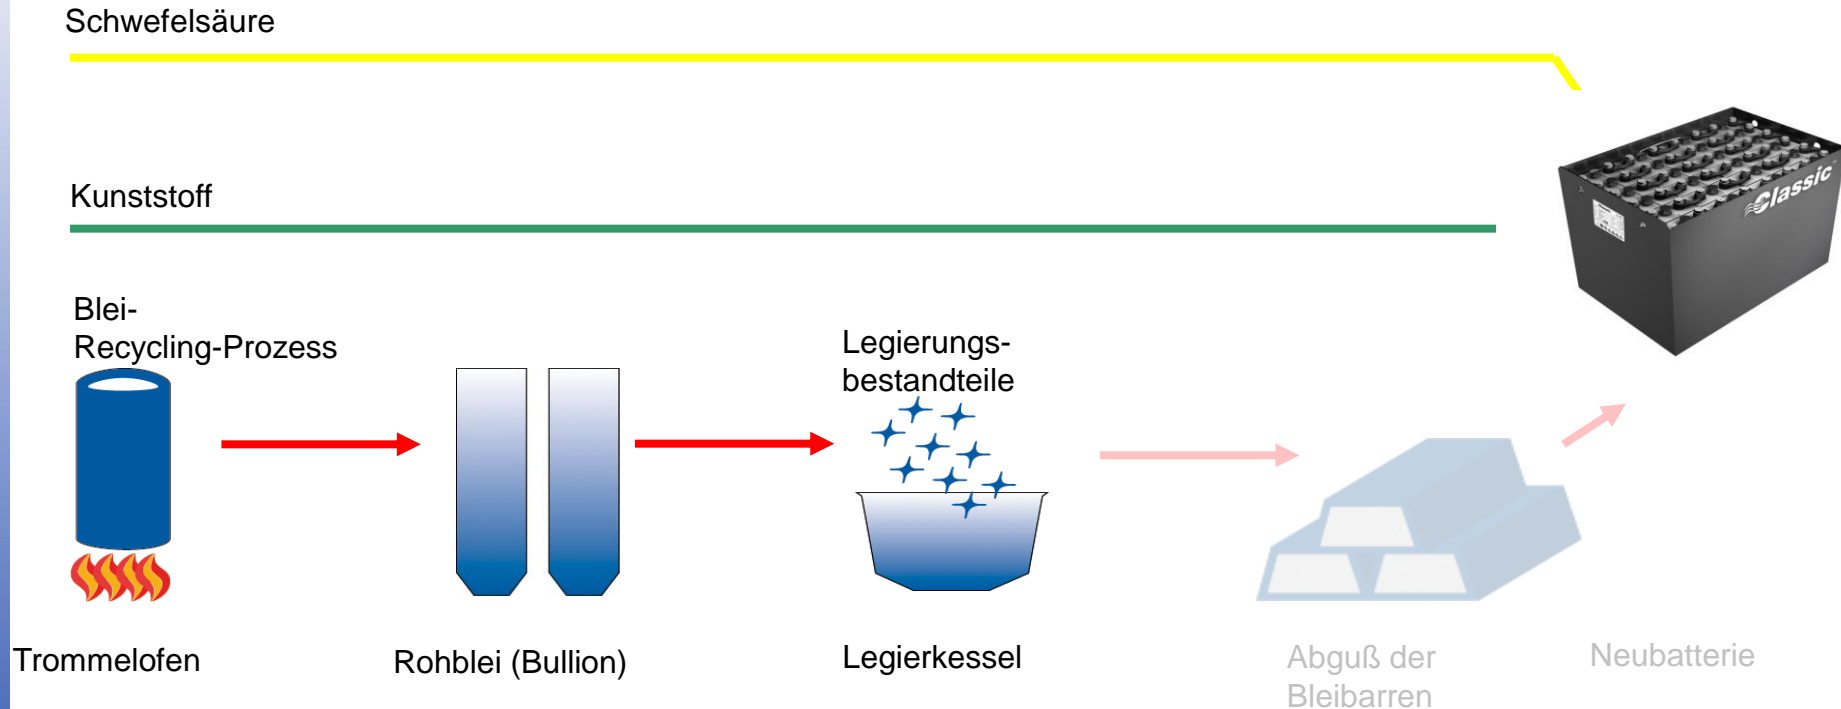 Schwefelsäure
Kunststoff
Classic
Blei-
Recycling-Prozess
Legierungs-
bestandteile
Trommelofen
Rohblei (Bullion)
Legierkessel
Abguß der
Bleibarren
Neubatterie